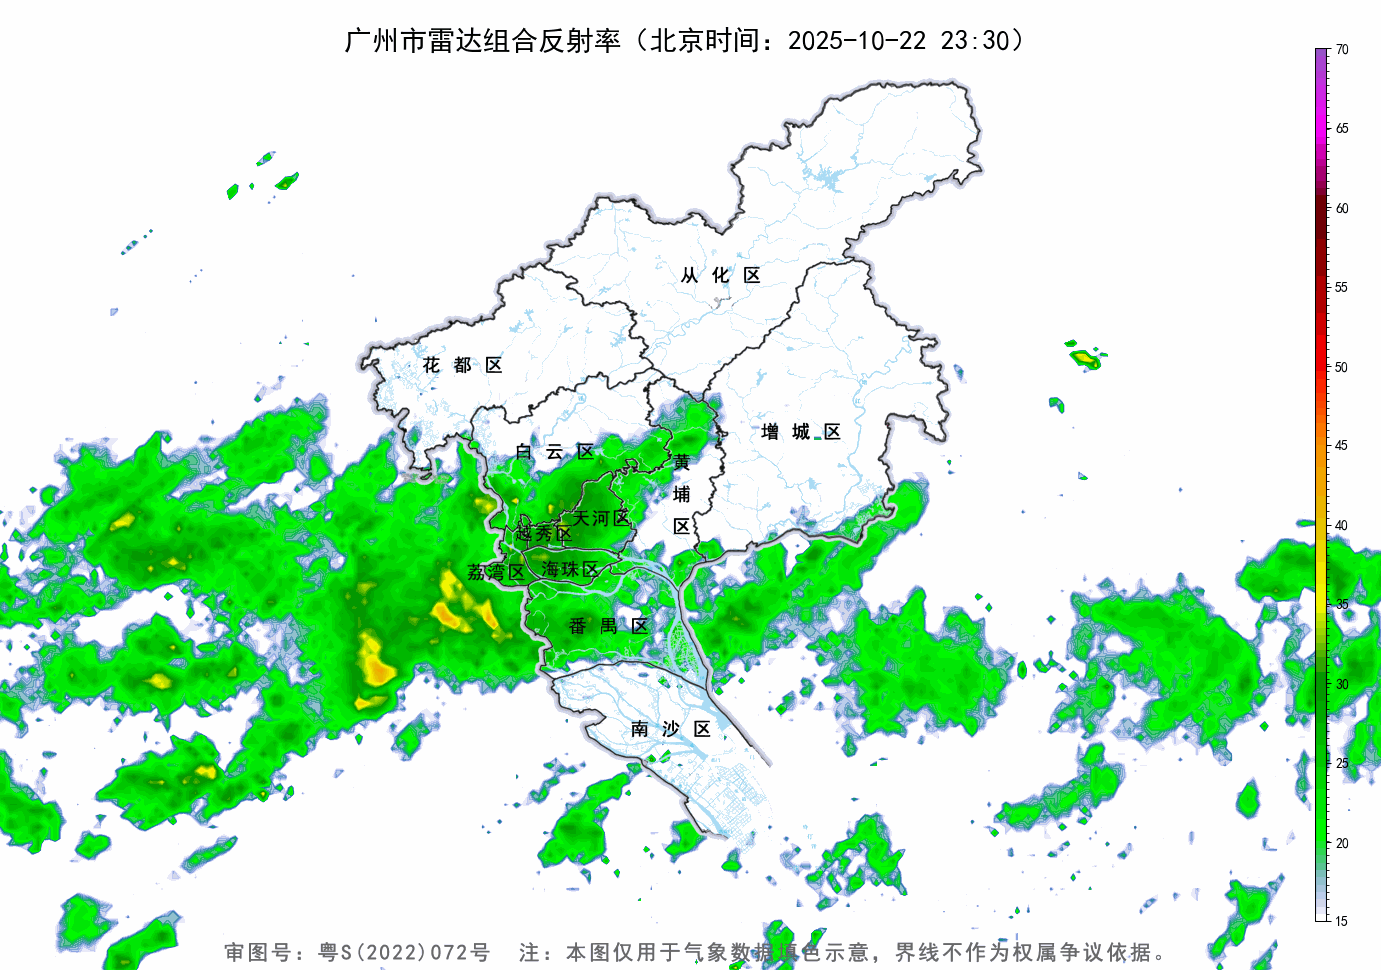 广州市雷达组合反射率（北京时间：2025-10-22 23:30）
70
65
60
55
50
45
40
35
30
25
20
15
从化区
花都区
增城区
白云区
黄埔区
天河区
越秀区
荔湾区
海珠区
番禺区
南沙区
审图号：粤S(2022)072号 注：本图仅用于气象数据填色示意，界线不作为权属争议依据。